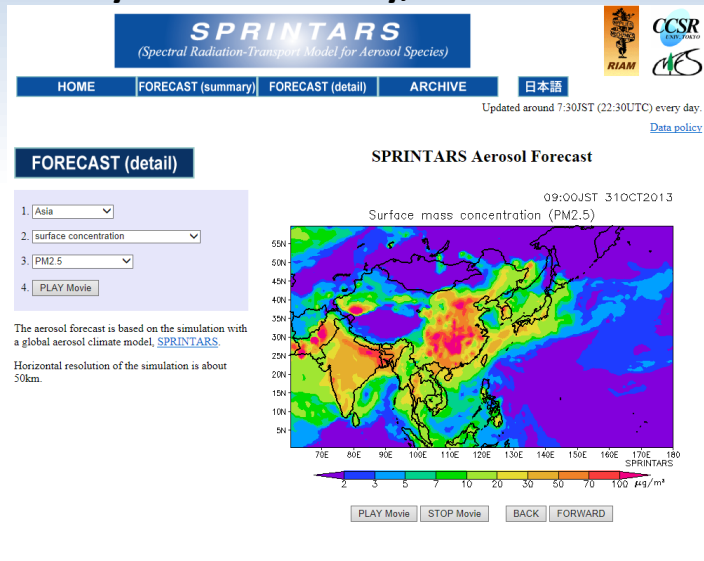 SPRINTARS
(Spectral Radiation-Transport Model for Aerosol Species)
RIAM
CCSR
UNIV. TOKYO
NIES
HOME
FORECAST (summary)
FORECAST (detail)
ARCHIVE
日本語
Updated around 7:30JST (22:30UTC) every day.
Data policy
FORECAST (detail)
SPRINTARS Aerosol Forecast
1. Asia
2. surface concentration
3. PM2.5
4. PLAY Movie
The aerosol forecast is based on the simulation with
a global aerosol climate model, SPRINTARS.
Horizontal resolution of the simulation is about
50km.
09:00JST 31OCT2013
Surface mass concentration (PM2.5)
55N
50N
45N
40N
35N
30N
25N
20N
15N
10N
5N
70E 80E 90E 100E 110E 120E 130E 140E 150E 160E 170E 180
SPRINTARS
2 3 5 7 10 20 30 50 70 100 μg/m³
PLAY Movie STOP Movie BACK FORWARD